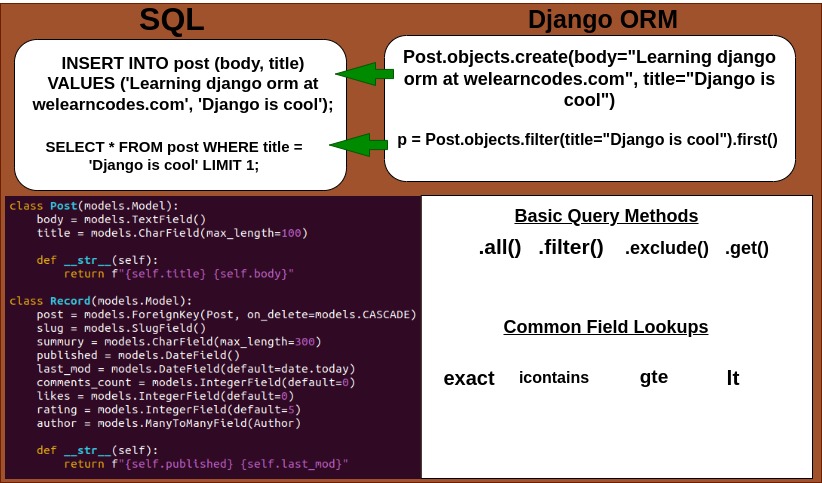 SQL
Django ORM
INSERT INTO post (body, title)
VALUES ('Learning django orm at
welearncodes.com', 'Django is cool');
SELECT * FROM post WHERE title =
'Django is cool' LIMIT 1;
Post.objects.create(body="Learning django
orm at welearncodes.com", title="Django is
cool")
p = Post.objects.filter(title="Django is cool").first()
class Post(models.Model):
    body = models.TextField()
    title = models.CharField(max_length=100)
    def __str__(self):
        return f"{self.title} {self.body}"
class Record(models.Model):
    post = models.ForeignKey(Post, on_delete=models.CASCADE)
    slug = models.SlugField()
    summury = models.CharField(max_length=300)
    published = models.DateField()
    last_mod = models.DateField(default=date.today)
    comments_count = models.IntegerField(default=0)
    likes = models.IntegerField(default=0)
    rating = models.IntegerField(default=5)
    author = models.ManyToManyField(Author)
    def __str__(self):
        return f"{self.published} {self.last_mod}"
Basic Query Methods
.all() .filter() .exclude() .get()
Common Field Lookups
exact icontains gte lt